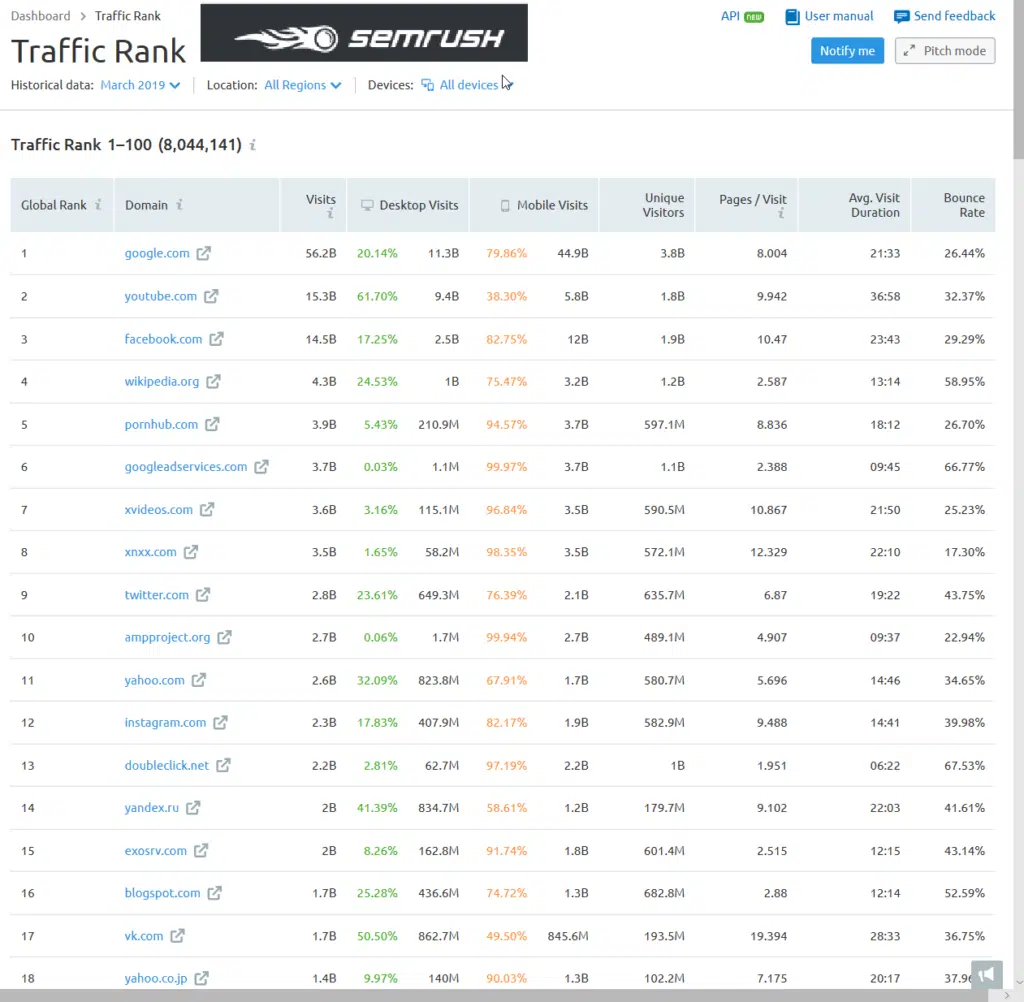 Dashboard > Traffic Rank
API NEW User manual Send feedback
Traffic Rank
SEMRUSH
Notify me Pitch mode
Historical data: March 2019 Location: All Regions Devices: All devices
Traffic Rank 1–100 (8,044,141) i
Global Rank i Domain i Visits i Desktop Visits Mobile Visits Unique Visitors Pages / Visit i Avg. Visit Duration Bounce Rate
1 google.com 56.2B 20.14% 11.3B 79.86% 44.9B 3.8B 8.004 21:33 26.44%
2 youtube.com 15.3B 61.70% 9.4B 38.30% 5.8B 1.8B 9.942 36:58 32.37%
3 facebook.com 14.5B 17.25% 2.5B 82.75% 12B 1.9B 10.47 23:43 29.29%
4 wikipedia.org 4.3B 24.53% 1B 75.47% 3.2B 1.2B 2.587 13:14 58.95%
5 pornhub.com 3.9B 5.43% 210.9M 94.57% 3.7B 597.1M 8.836 18:12 26.70%
6 googleadservices.com 3.7B 0.03% 1.1M 99.97% 3.7B 1.1B 2.388 09:45 66.77%
7 xvideos.com 3.6B 3.16% 115.1M 96.84% 3.5B 590.5M 10.867 21:50 25.23%
8 xnxx.com 3.5B 1.65% 58.2M 98.35% 3.5B 572.1M 12.329 22:10 17.30%
9 twitter.com 2.8B 23.61% 649.3M 76.39% 2.1B 635.7M 6.87 19:22 43.75%
10 ampproject.org 2.7B 0.06% 1.7M 99.94% 2.7B 489.1M 4.907 09:37 22.94%
11 yahoo.com 2.6B 32.09% 823.8M 67.91% 1.7B 580.7M 5.696 14:46 34.65%
12 instagram.com 2.3B 17.83% 407.9M 82.17% 1.9B 582.9M 9.488 14:41 39.98%
13 doubleclick.net 2.2B 2.81% 62.7M 97.19% 2.2B 1B 1.951 06:22 67.53%
14 yandex.ru 2B 41.39% 834.7M 58.61% 1.2B 179.7M 9.102 22:03 41.61%
15 exosrv.com 2B 8.26% 162.8M 91.74% 1.8B 601.4M 2.515 12:15 43.14%
16 blogspot.com 1.7B 25.28% 436.6M 74.72% 1.3B 682.8M 2.88 12:14 52.59%
17 vk.com 1.7B 50.50% 862.7M 49.50% 845.6M 193.5M 19.394 28:33 36.75%
18 yahoo.co.jp 1.4B 9.97% 140M 90.03% 1.3B 102.2M 7.175 20:17